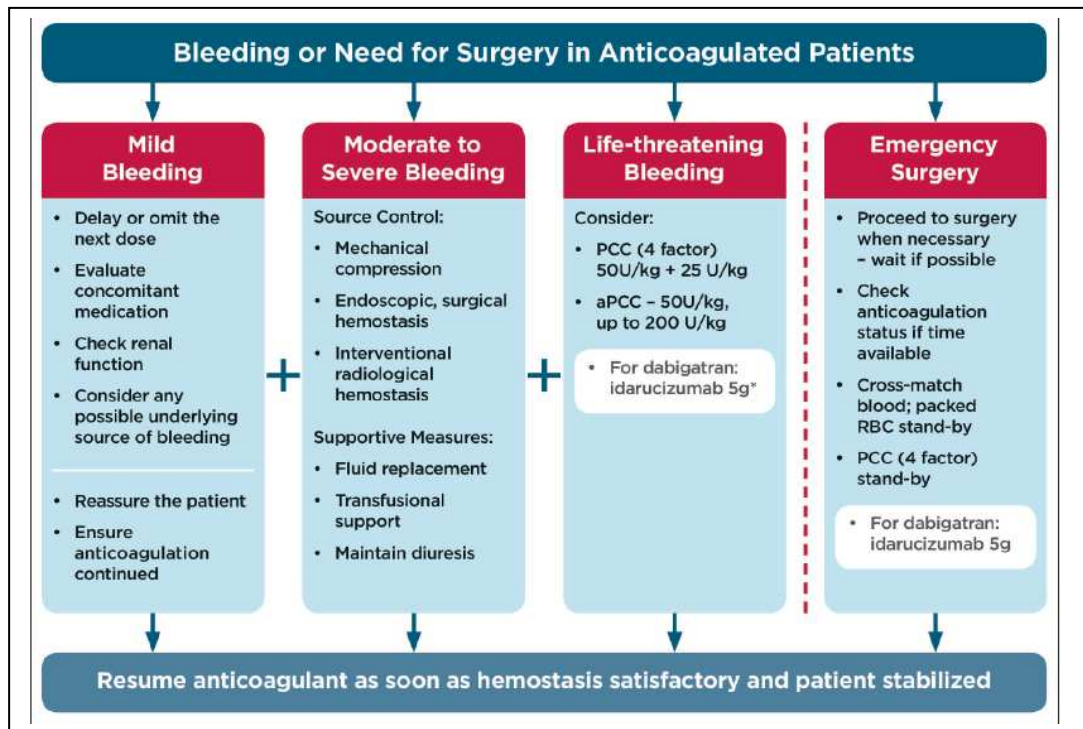 Bleeding or Need for Surgery in Anticoagulated Patients
Mild
Bleeding
• Delay or omit the
next dose
• Evaluate
concomitant
medication
• Check renal
function
• Consider any
possible underlying
source of bleeding
• Reassure the patient
• Ensure
anticoagulation
continued
+
Moderate to
Severe Bleeding
Source Control:
• Mechanical
compression
• Endoscopic, surgical
hemostasis
• Interventional
radiological
hemostasis
Supportive Measures:
• Fluid replacement
• Transfusional
support
• Maintain diuresis
+
Life-threatening
Bleeding
Consider:
• PCC (4 factor)
50U/kg + 25 U/kg
• aPCC – 50U/kg,
up to 200 U/kg
• For dabigatran:
idarucizumab 5g*
Emergency
Surgery
• Proceed to surgery
when necessary
– wait if possible
• Check
anticoagulation
status if time
available
• Cross-match
blood; packed
RBC stand-by
• PCC (4 factor)
stand-by
• For dabigatran:
idarucizumab 5g
Resume anticoagulant as soon as hemostasis satisfactory and patient stabilized